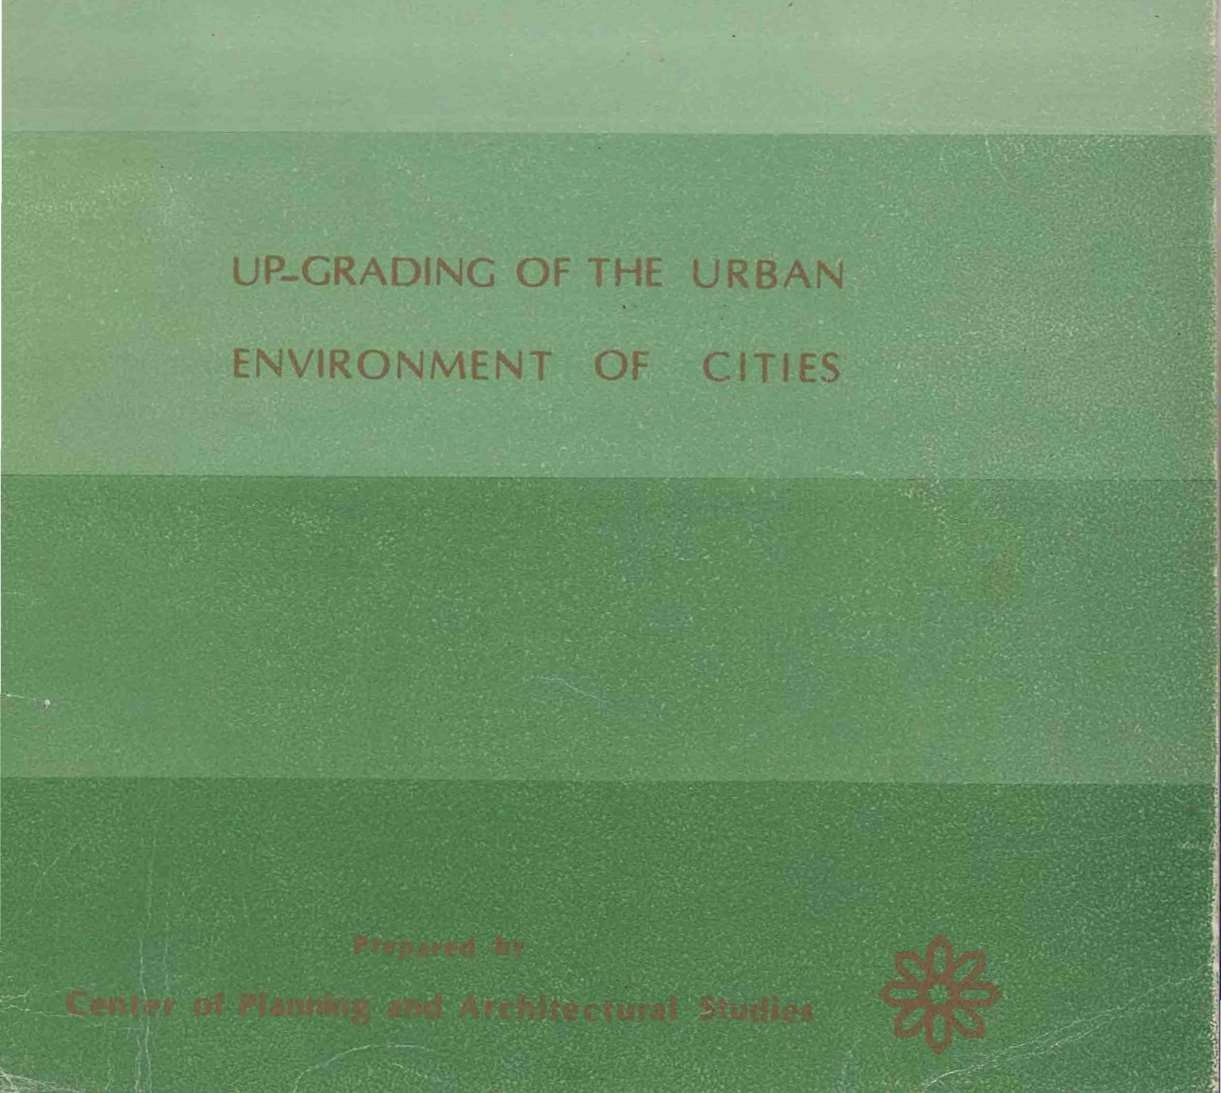 UP-GRADING OF THE URBAN
ENVIRONMENT OF CITIES
Prepared by
Center of Planning and Architectural Studies